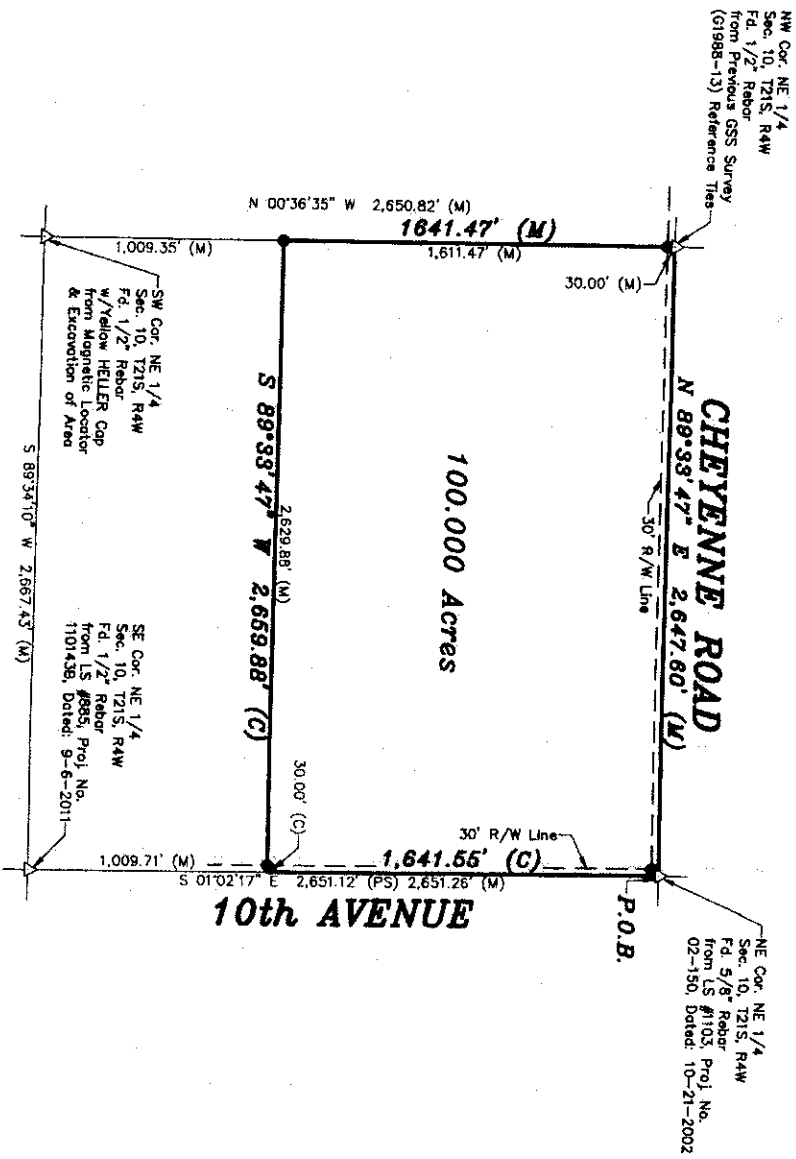 NW Cor. NE 1/4
Sec. 10, T21S, R4W
Fd. 1/2" Rebar
from Previous GSS Survey
(G1988-13) Reference Ties
CHEYENNE ROAD
N 89°33'47" E 2,647.60' (M)
30' R/W Line
NE Cor. NE 1/4
Sec. 10, T21S, R4W
Fd. 5/8" Rebar
from LS #1103, Proj. No.
02-150, Dated: 10-21-2002
P.O.B.
30.00' (M)
N 00°36'35" W 2,650.82' (M)
1641.47' (M)
1,611.47' (M)
1,009.35' (M)
100.000 Acres
30' R/W Line
1,641.55' (C)
S 01°02'17" E 2,651.12' (PS) 2,651.26' (M)
10th AVENUE
1,009.71' (M)
30.00' (C)
2,629.88' (M)
S 89°33'47" W 2,659.88' (C)
SW Cor. NE 1/4
Sec. 10, T21S, R4W
Fd. 1/2" Rebar
w/Yellow HELLER Cap
from Magnetic Locator
& Excavation of Area
SE Cor. NE 1/4
Sec. 10, T21S, R4W
Fd. 1/2" Rebar
from LS #885, Proj. No.
110143B, Dated: 9-6-2011
S 89°34'10" W 2,667.43' (M)